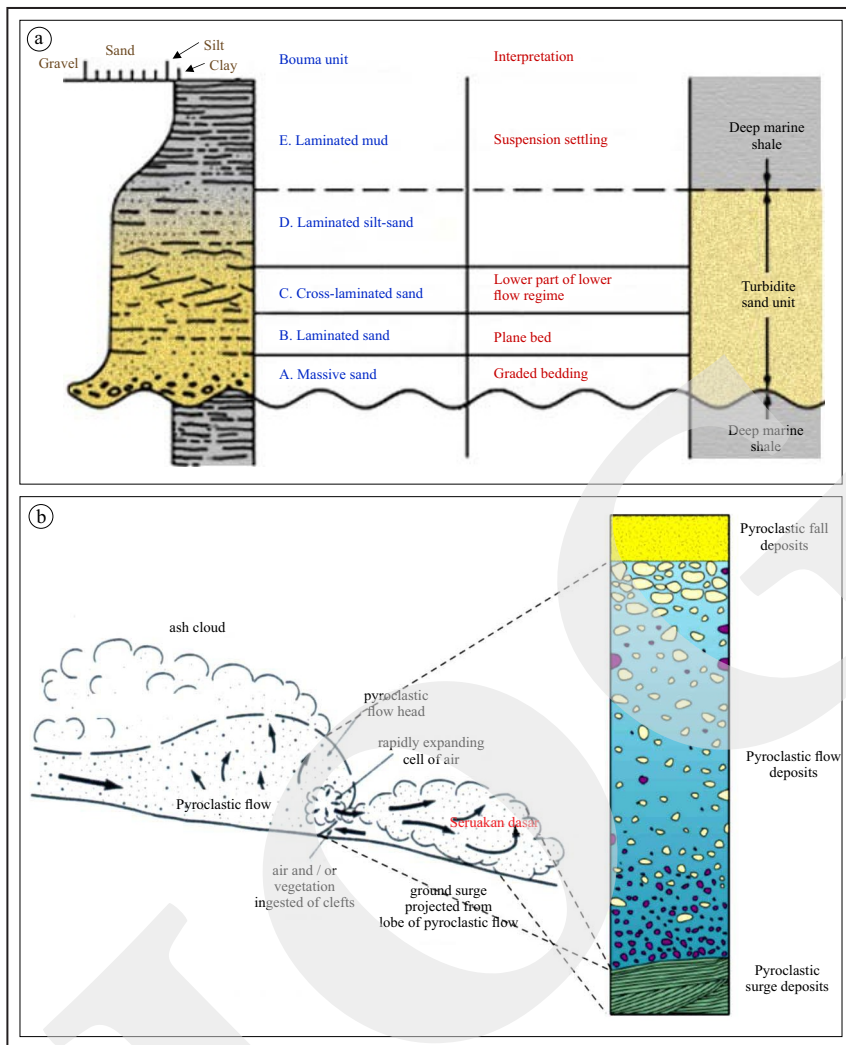 a
Sand
Silt
Gravel
Clay
Bouma unit
Interpretation
E. Laminated mud
Suspension settling
Deep marine
shale
D. Laminated silt-sand
C. Cross-laminated sand
Lower part of lower
flow regime
Turbidite
sand unit
B. Laminated sand
Plane bed
A. Massive sand
Graded bedding
Deep marine
shale
b
Pyroclastic fall
deposits
ash cloud
pyroclastic
flow head
rapidly expanding
cell of air
Pyroclastic flow
Pyroclastic flow
deposits
Seruakan dasar
air and / or
vegetation
ingested of clefts
ground surge
projected from
lobe of pyroclastic flow
Pyroclastic
surge deposits